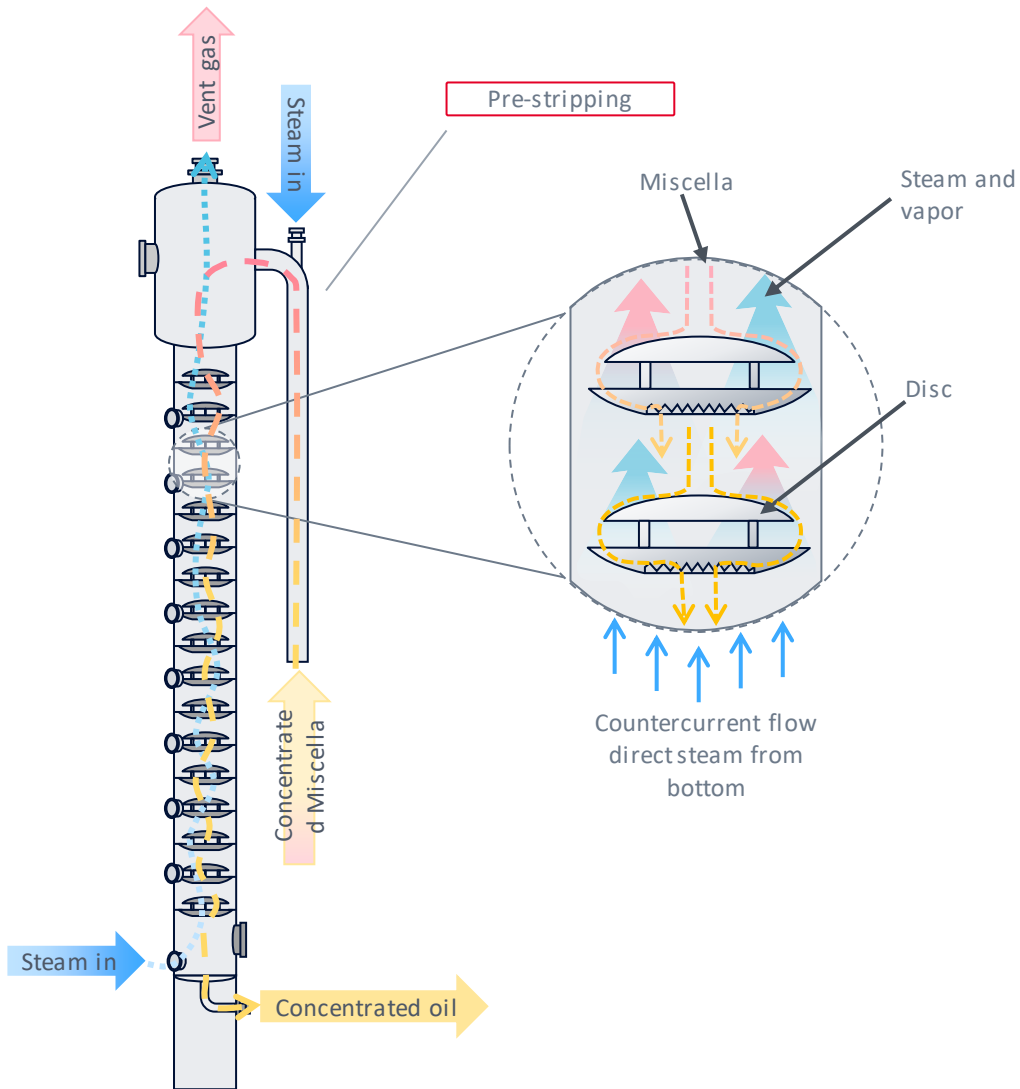 Vent gas
Steam in
Pre-stripping
Miscella
Steam and
vapor
Disc
Countercurrent flow
direct steam from
bottom
Concentrate
d Miscella
Steam in
Concentrated oil